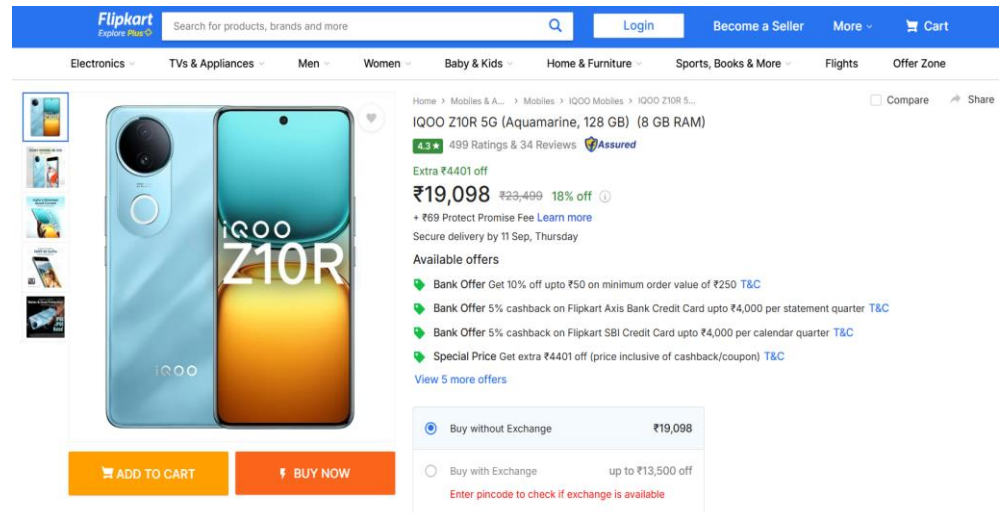 Flipkart
Explore Plus
Search for products, brands and more
Login
Become a Seller
More
Cart
Electronics
TVs & Appliances
Men
Women
Baby & Kids
Home & Furniture
Sports, Books & More
Flights
Offer Zone
Home > Mobiles & A... > Mobiles > IQOO Mobiles > IQOO Z10R 5...
Compare
Share
IQOO Z10R 5G (Aquamarine, 128 GB) (8 GB RAM)
4.3★ 499 Ratings & 34 Reviews Assured
Extra ₹4401 off
₹19,098 ₹23,499 18% off
+ ₹69 Protect Promise Fee Learn more
Secure delivery by 11 Sep, Thursday
Available offers
Bank Offer Get 10% off upto ₹50 on minimum order value of ₹250 T&C
Bank Offer 5% cashback on Flipkart Axis Bank Credit Card upto ₹4,000 per statement quarter T&C
Bank Offer 5% cashback on Flipkart SBI Credit Card upto ₹4,000 per calendar quarter T&C
Special Price Get extra ₹4401 off (price inclusive of cashback/coupon) T&C
View 5 more offers
Buy without Exchange ₹19,098
Buy with Exchange up to ₹13,500 off
Enter pincode to check if exchange is available
iQOO
Z10R
iQOO
ADD TO CART
BUY NOW